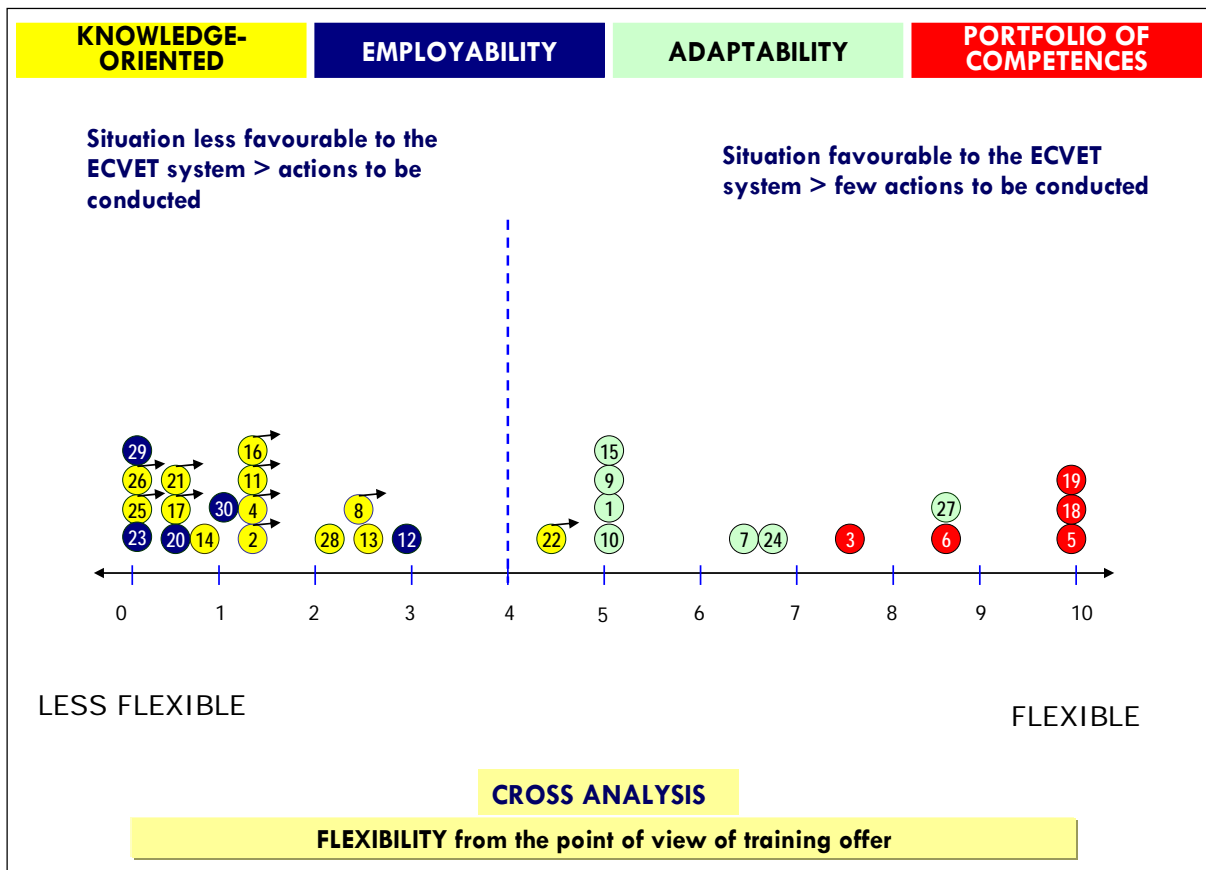 KNOWLEDGE-
ORIENTED
EMPLOYABILITY
ADAPTABILITY
PORTFOLIO OF
COMPETENCES
Situation less favourable to the
ECVET system > actions to be
conducted
Situation favourable to the ECVET
system > few actions to be conducted
29 16 15
26 21 11 9 19
25 17 30 4 8 1 27 18
23 20 14 2 28 13 12 22 10 7 24 3 6 5
0 1 2 3 4 5 6 7 8 9 10
LESS FLEXIBLE
FLEXIBLE
CROSS ANALYSIS
FLEXIBILITY from the point of view of training offer